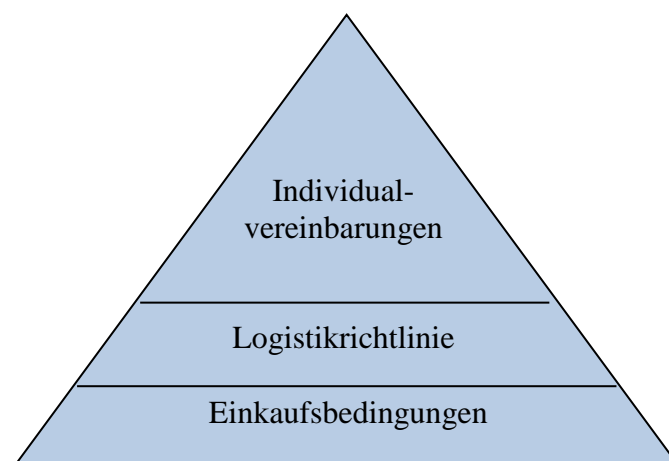 Individual-
vereinbarungen
Logistikrichtlinie
Einkaufsbedingungen